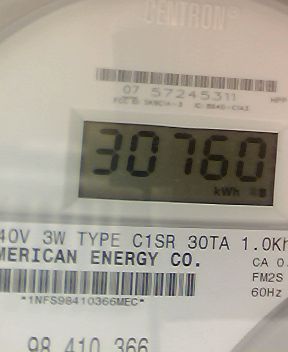 CENTRON®
07 57245311
30760
kWh
40V 3W TYPE C1SR 30TA 1.0Kh
MERICAN ENERGY CO.
CA 0.
FM2S
60Hz
*1NFS98410366MEC*
98 410 366